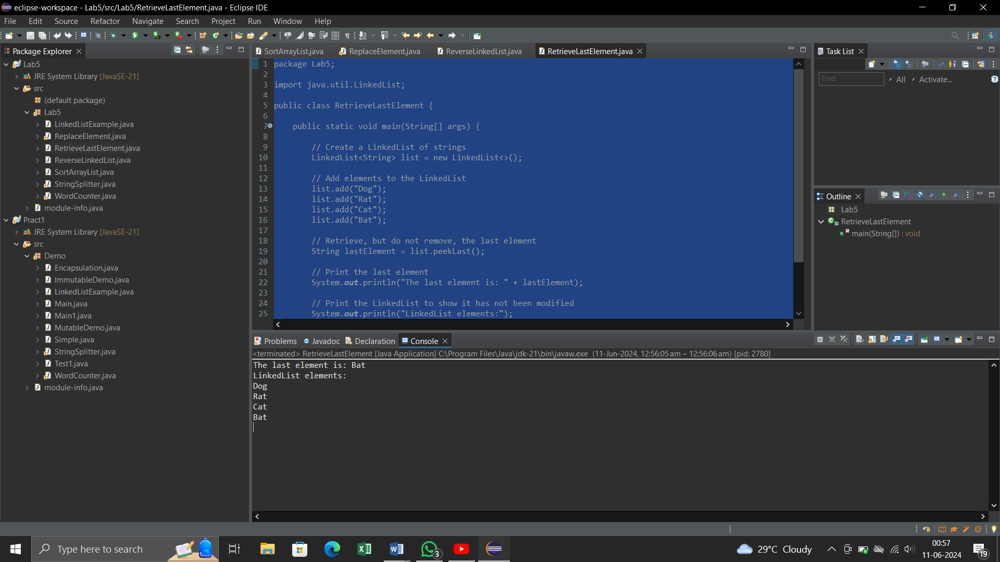 eclipse-workspace - Lab5/src/Lab5/RetrieveLastElement.java - Eclipse IDE
File Edit Source Refactor Navigate Search Project Run Window Help
Package Explorer
Lab5
JRE System Library [JavaSE-21]
src
(default package)
Lab5
LinkedListExample.java
ReplaceElement.java
RetrieveLastElement.java
ReverseLinkedList.java
SortArrayList.java
StringSplitter.java
WordCounter.java
module-info.java
Pract1
JRE System Library [JavaSE-21]
src
Demo
Encapsulation.java
ImmutableDemo.java
LinkedListExample.java
Main.java
Main1.java
MutableDemo.java
Simple.java
StringSplitter.java
Test1.java
WordCounter.java
module-info.java
SortArrayList.java ReplaceElement.java ReverseLinkedList.java RetrieveLastElement.java
1 package Lab5;
2
3 import java.util.LinkedList;
4
5 public class RetrieveLastElement {
6
7 public static void main(String[] args) {
8
9 // Create a LinkedList of strings
10 LinkedList<String> list = new LinkedList<>();
11
12 // Add elements to the LinkedList
13 list.add("Dog");
14 list.add("Rat");
15 list.add("Cat");
16 list.add("Bat");
17
18 // Retrieve, but do not remove, the last element
19 String lastElement = list.peekLast();
20
21 // Print the last element
22 System.out.println("The last element is: " + lastElement);
23
24 // Print the LinkedList to show it has not been modified
25 System.out.println("LinkedList elements:");
Task List
Find All Activate...
Outline
Lab5
RetrieveLastElement
main(String[]) : void
Problems Javadoc Declaration Console
<terminated> RetrieveLastElement [Java Application] C:\Program Files\Java\jdk-21\bin\javaw.exe (11-Jun-2024, 12:56:05 am – 12:56:06 am) [pid: 2780]
The last element is: Bat
LinkedList elements:
Dog
Rat
Cat
Bat
Type here to search
3
29°C Cloudy
00:57
11-06-2024
19